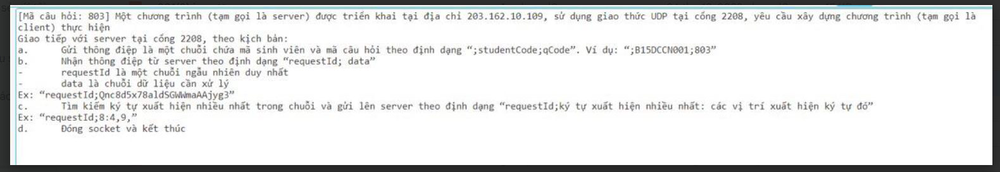 [Mã câu hỏi: 803] Một chương trình (tạm gọi là server) được triển khai tại địa chỉ 203.162.10.109, sử dụng giao thức UDP tại cổng 2208, yêu cầu xây dựng chương trình (tạm gọi là
client) thực hiện
Giao tiếp với server tại cổng 2208, theo kịch bản:
a. Gửi thông điệp là một chuỗi chứa mã sinh viên và mã câu hỏi theo định dạng “;studentCode;qCode”. Ví dụ: “;B15DCCN001;803”
b. Nhận thông điệp từ server theo định dạng “requestId; data”
- requestId là một chuỗi ngẫu nhiên duy nhất
- data là chuỗi dữ liệu cần xử lý
Ex: “requestId;Qnc8d5x78aldSGWWmaAAjyg3”
c. Tìm kiếm ký tự xuất hiện nhiều nhất trong chuỗi và gửi lên server theo định dạng “requestId;ký tự xuất hiện nhiều nhất: các vị trí xuất hiện ký tự đó”
Ex: “requestId;8:4,9,”
d. Đóng socket và kết thúc